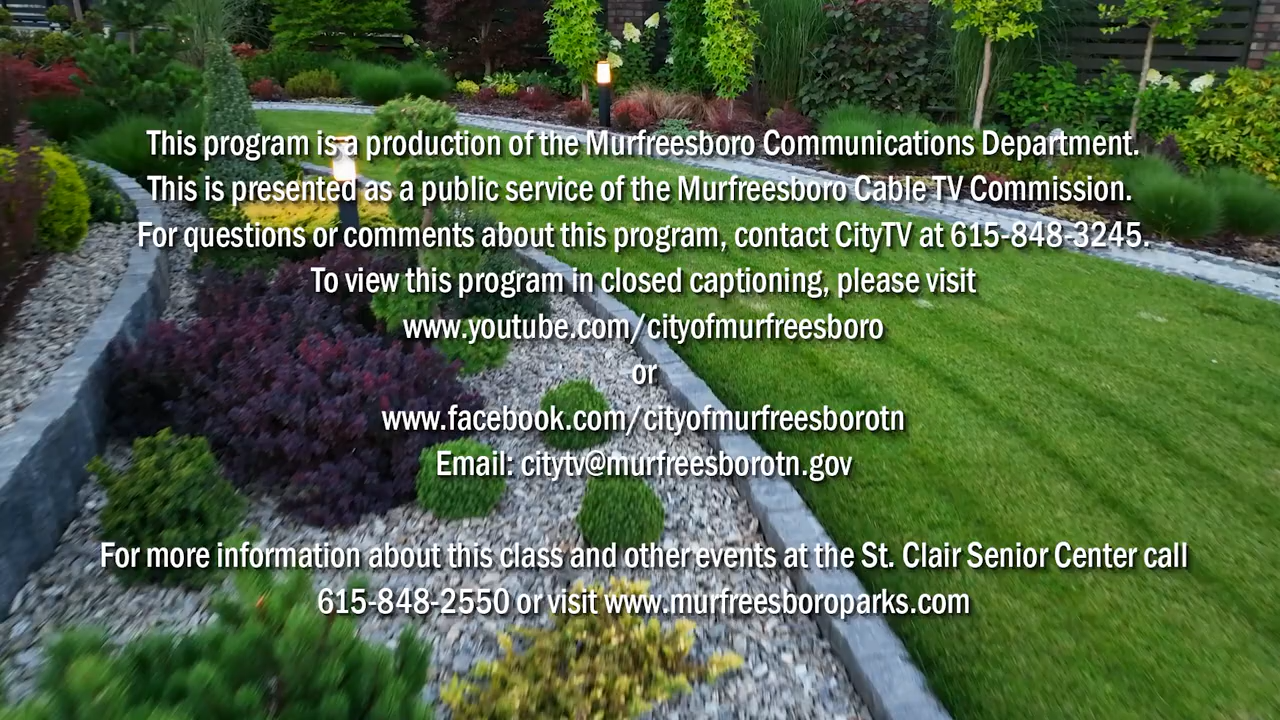 This program is a production of the Murfreesboro Communications Department.
This is presented as a public service of the Murfreesboro Cable TV Commission.
For questions or comments about this program, contact CityTV at 615-848-3245.
To view this program in closed captioning, please visit
www.youtube.com/cityofmurfreesboro
or
www.facebook.com/cityofmurfreesborotn
Email: citytv@murfreesborotn.gov
For more information about this class and other events at the St. Clair Senior Center call
615-848-2550 or visit www.murfreesboroparks.com